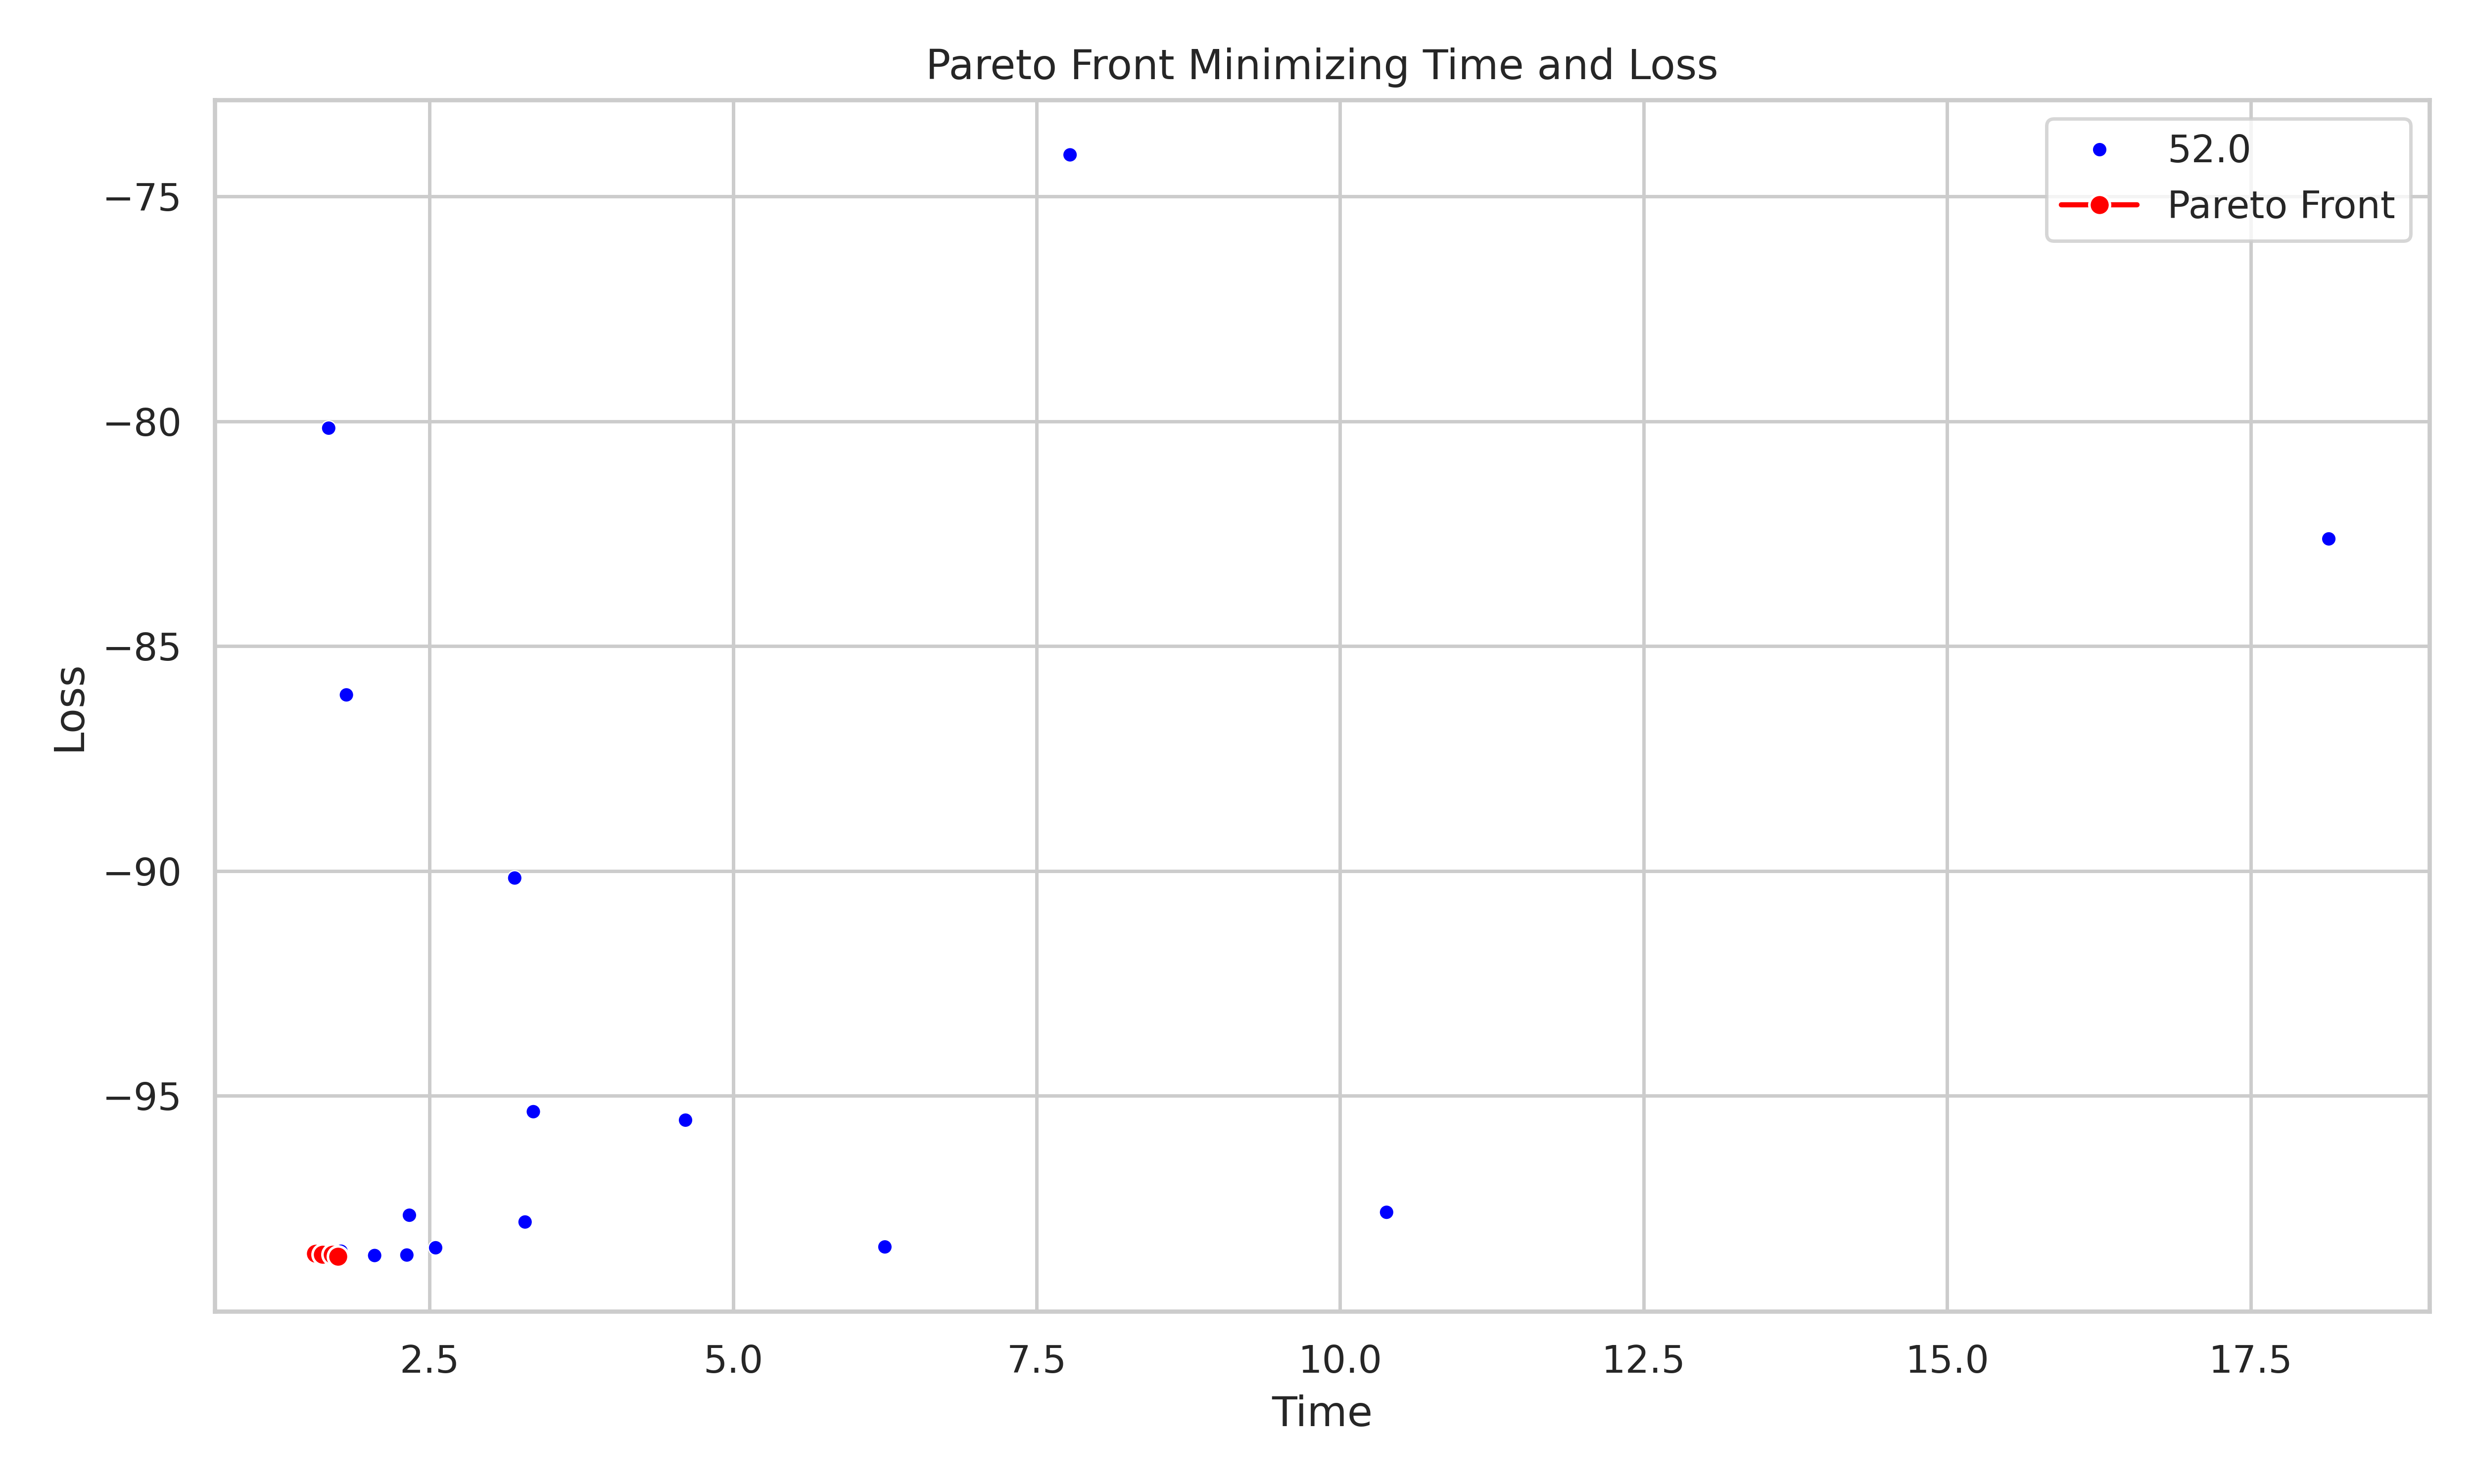 Pareto Front Minimizing Time and Loss
52.0
Pareto Front
−75
−80
−85
−90
−95
Loss
2.5 5.0 7.5 10.0 12.5 15.0 17.5
Time